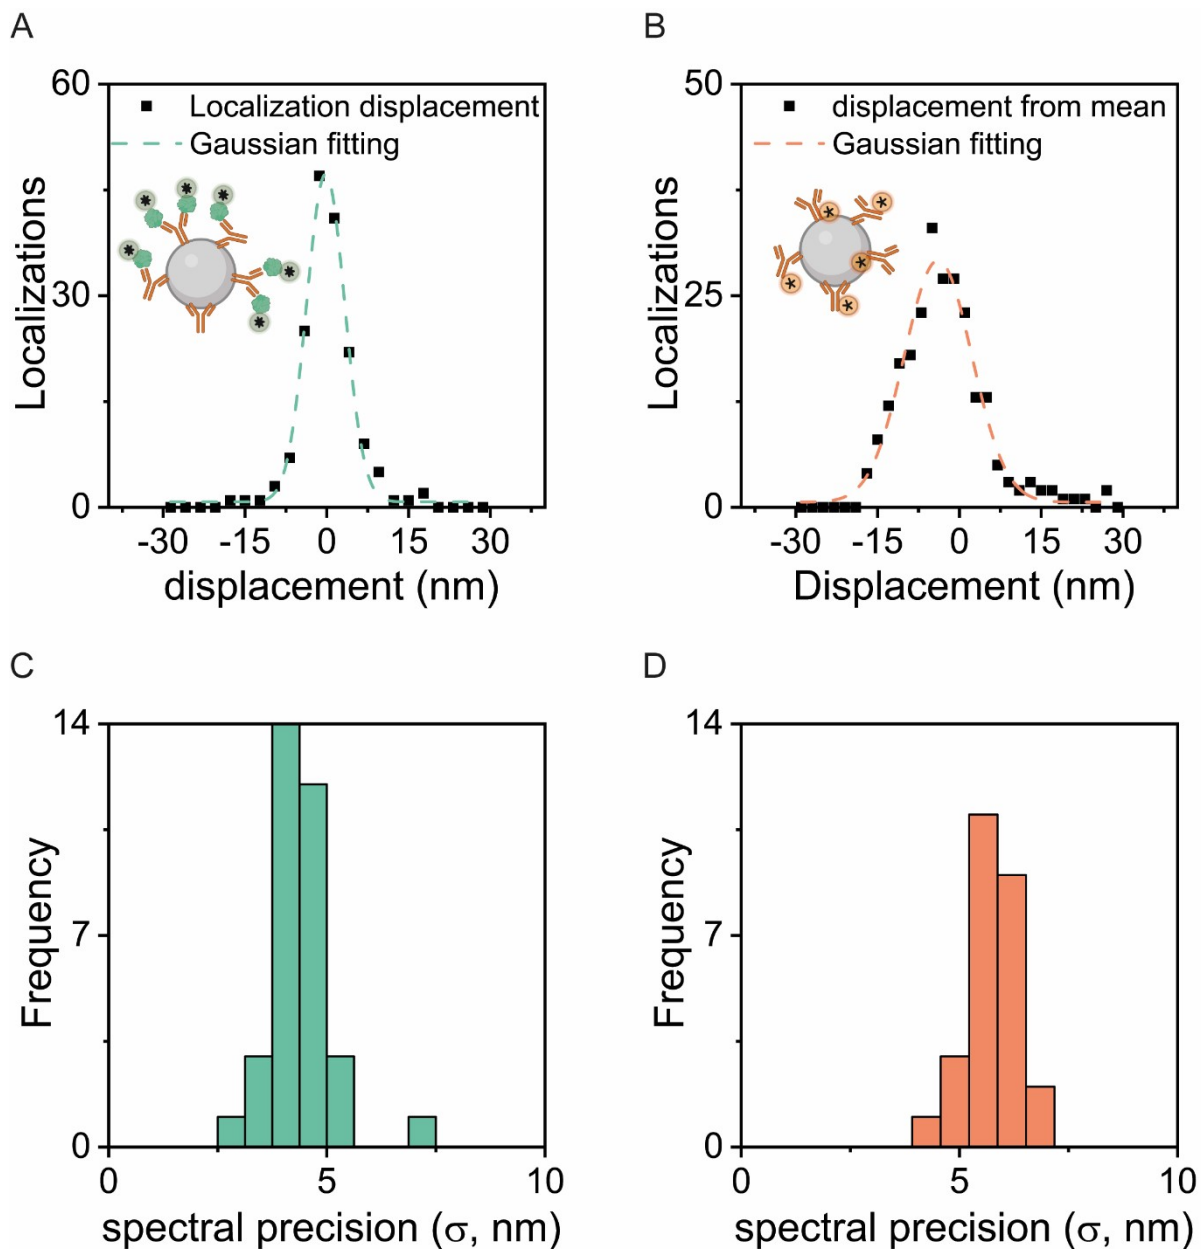 A
60
Localization displacement
Gaussian fitting
Localizations
30
0
-30 -15 0 15 30
displacement (nm)
B
50
displacement from mean
Gaussian fitting
Localizations
25
0
-30 -15 0 15 30
Displacement (nm)
C
14
Frequency
7
0
0 5 10
spectral precision (σ, nm)
D
14
Frequency
7
0
0 5 10
spectral precision (σ, nm)